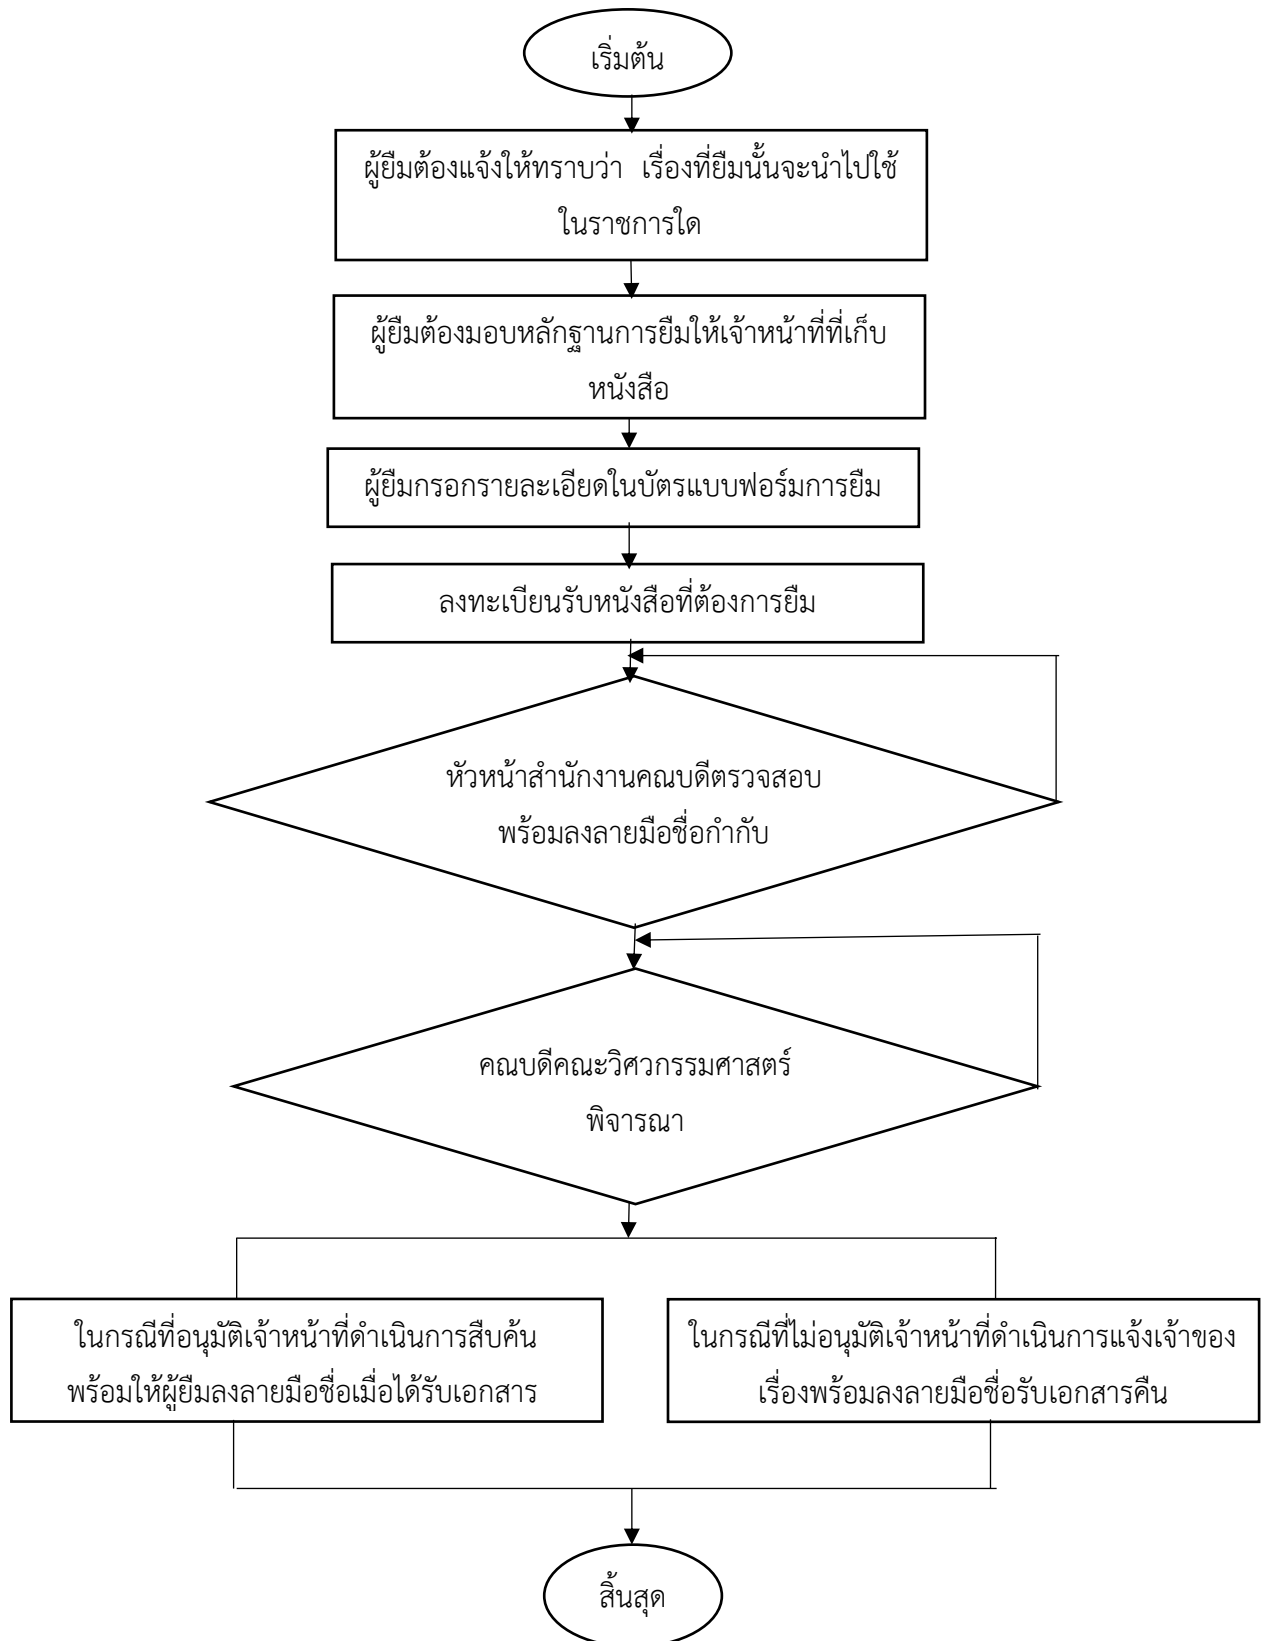 เริ่มต้น
ผู้ยืมต้องแจ้งให้ทราบว่า เรื่องที่ยืมนั้นจะนำไปใช้
ในราชการใด
ผู้ยืมต้องมอบหลักฐานการยืมให้เจ้าหน้าที่ที่เก็บ
หนังสือ
ผู้ยืมกรอกรายละเอียดในบัตรแบบฟอร์มการยืม
ลงทะเบียนรับหนังสือที่ต้องการยืม
หัวหน้าสำนักงานคณบดีตรวจสอบ
พร้อมลงลายมือชื่อกำกับ
คณบดีคณะวิศวกรรมศาสตร์
พิจารณา
ในกรณีที่อนุมัติเจ้าหน้าที่ดำเนินการสืบค้น
พร้อมให้ผู้ยืมลงลายมือชื่อเมื่อได้รับเอกสาร
ในกรณีที่ไม่อนุมัติเจ้าหน้าที่ดำเนินการแจ้งเจ้าของ
เรื่องพร้อมลงลายมือชื่อรับเอกสารคืน
สิ้นสุด